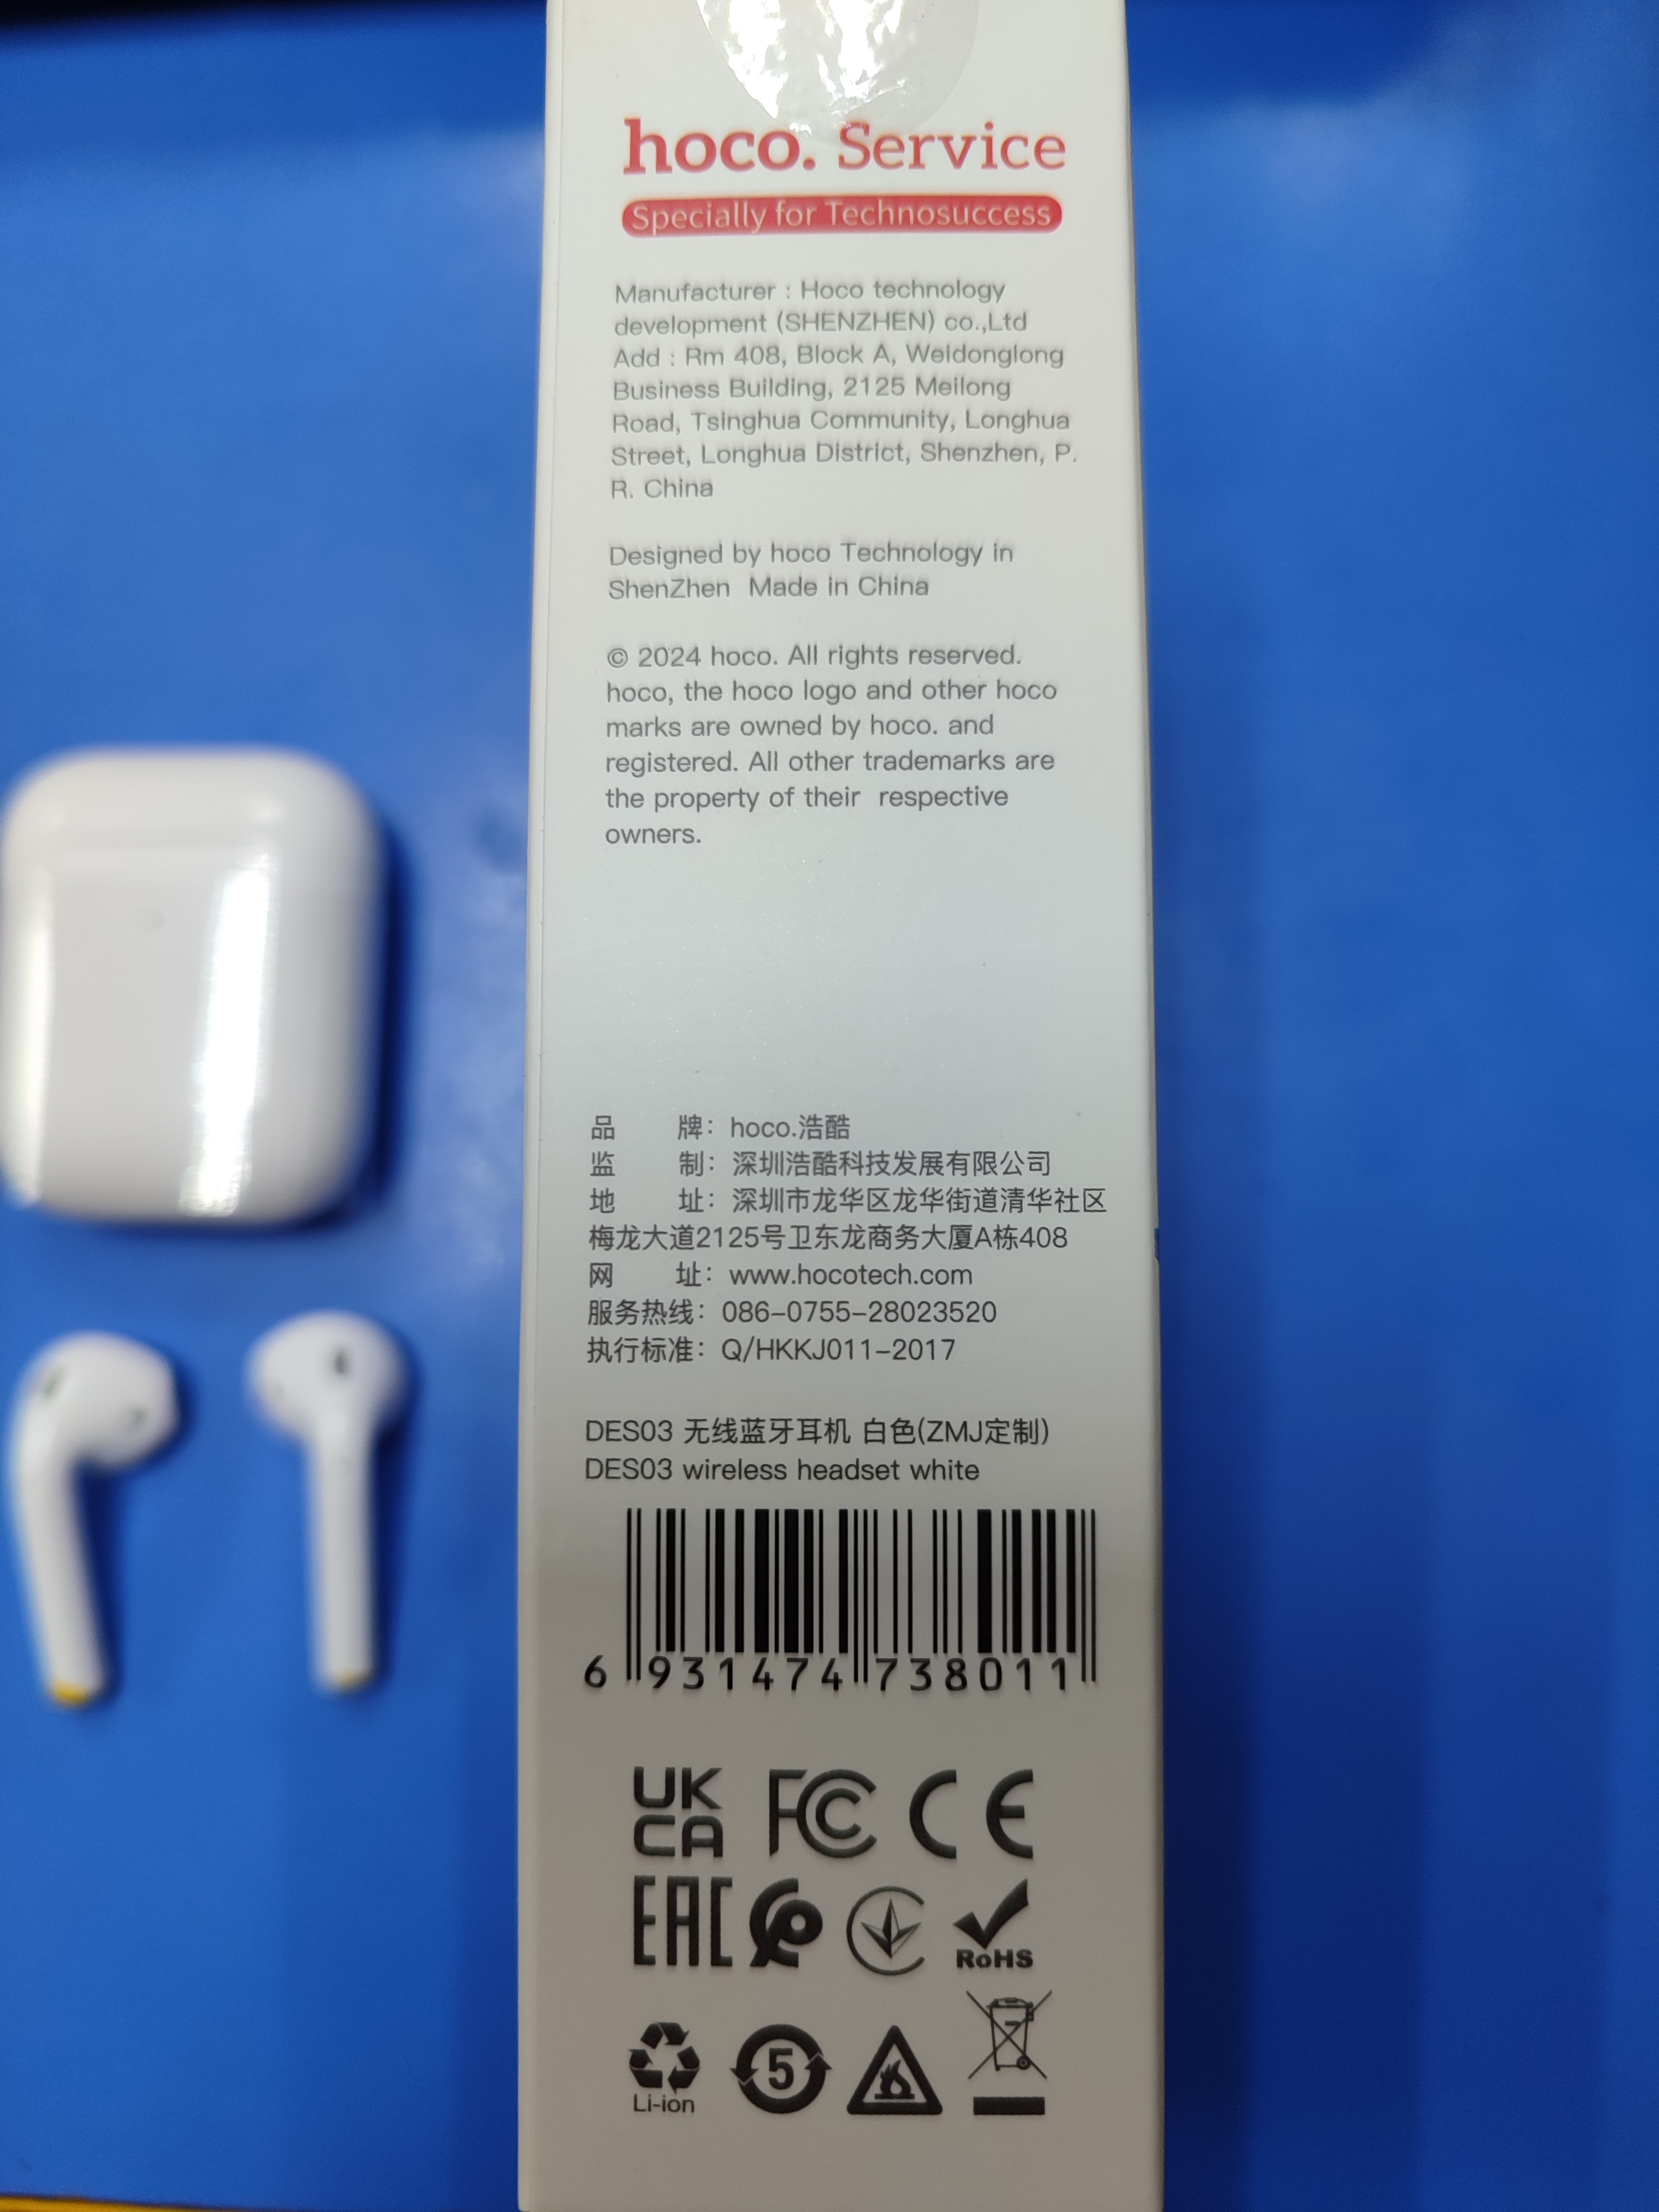 hoco. Service
Specially for Technosuccess
Manufacturer : Hoco technology
development (SHENZHEN) co.,Ltd
Add : Rm 408, Block A, Weidonglong
Business Building, 2125 Meilong
Road, Tsinghua Community, Longhua
Street, Longhua District, Shenzhen, P.
R. China
Designed by hoco Technology in
ShenZhen  Made in China
© 2024 hoco. All rights reserved.
hoco, the hoco logo and other hoco
marks are owned by hoco. and
registered. All other trademarks are
the property of their  respective
owners.
品 牌：hoco.浩酷
监 制：深圳浩酷科技发展有限公司
地 址：深圳市龙华区龙华街道清华社区
梅龙大道2125号卫东龙商务大厦A栋408
网 址：www.hocotech.com
服务热线：086-0755-28023520
执行标准：Q/HKKJ011-2017
DES03 无线蓝牙耳机 白色(ZMJ定制)
DES03 wireless headset white
6 931474 738011
UK CA FC CE
EAC RoHS
Li-ion 5